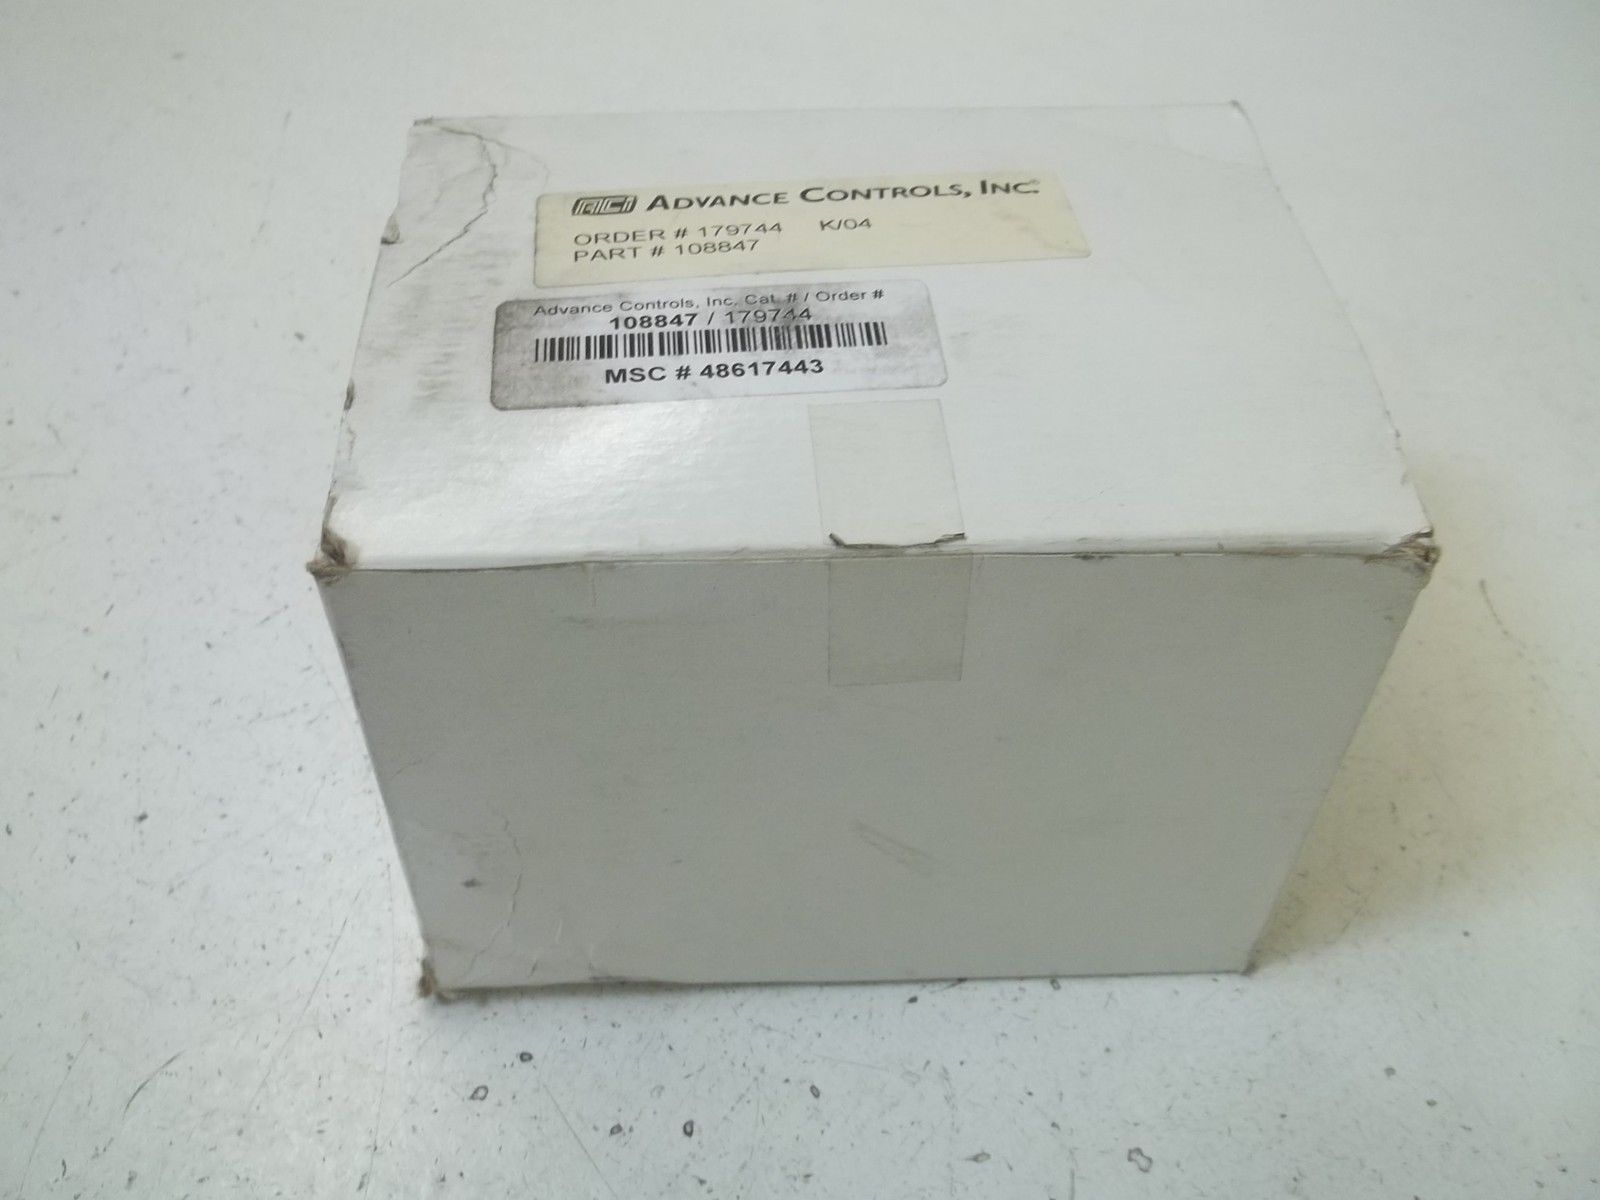 ACI ADVANCE CONTROLS, INC.
ORDER # 179744 K/04
PART # 108847
Advance Controls, Inc. Cat. # / Order #
108847 / 179744
MSC # 48617443